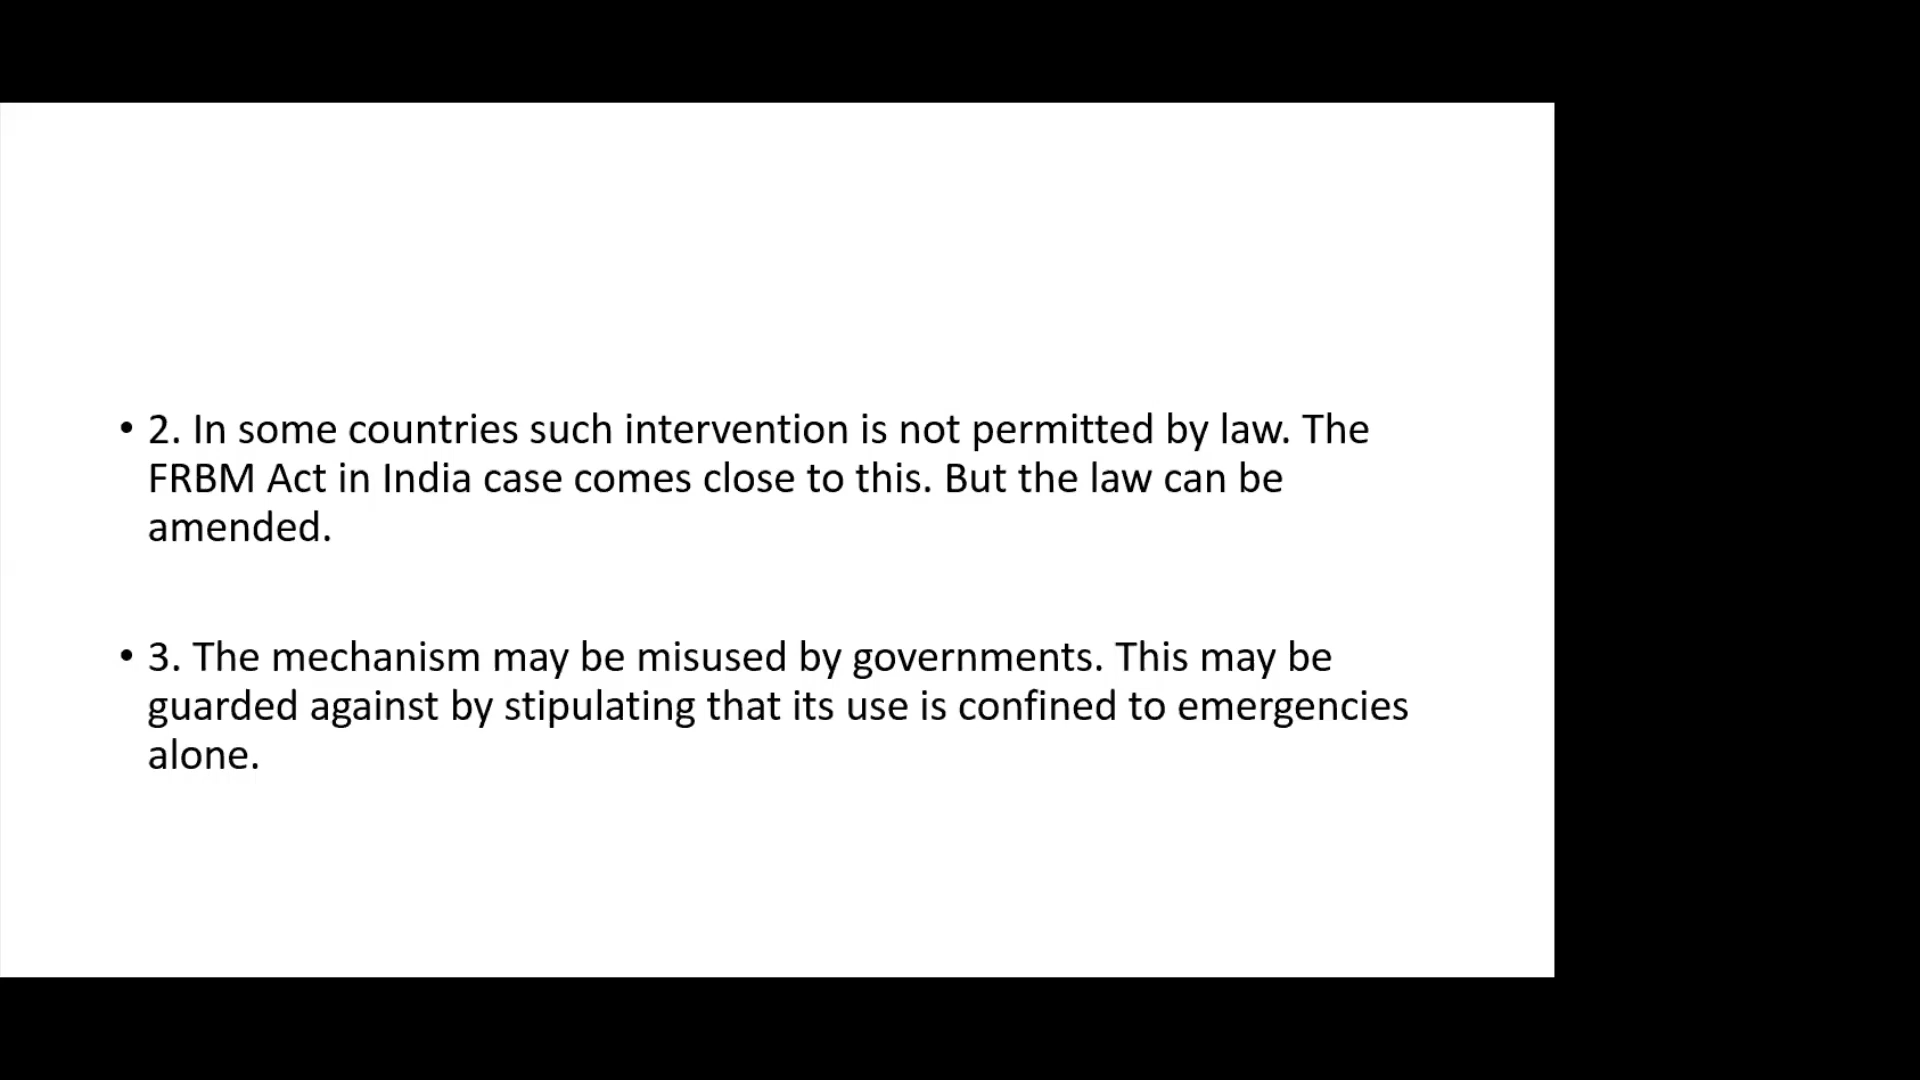 • 2. In some countries such intervention is not permitted by law. The
FRBM Act in India case comes close to this. But the law can be
amended.
• 3. The mechanism may be misused by governments. This may be
guarded against by stipulating that its use is confined to emergencies
alone.